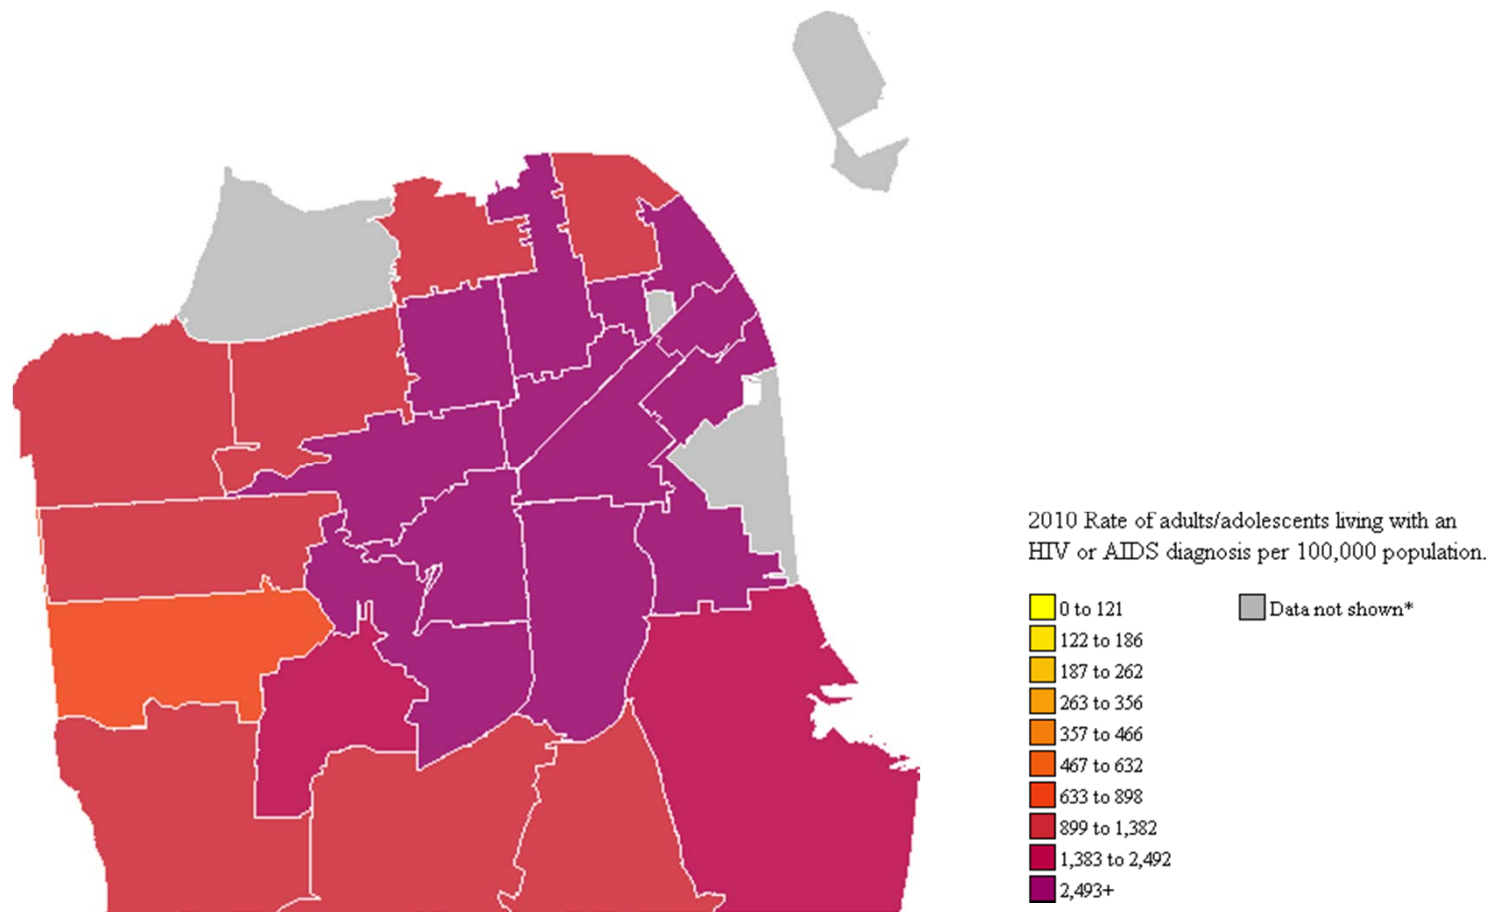 2010 Rate of adults/adolescents living with an
HIV or AIDS diagnosis per 100,000 population.
0 to 121
122 to 186
187 to 262
263 to 356
357 to 466
467 to 632
633 to 898
899 to 1,382
1,383 to 2,492
2,493+
Data not shown*